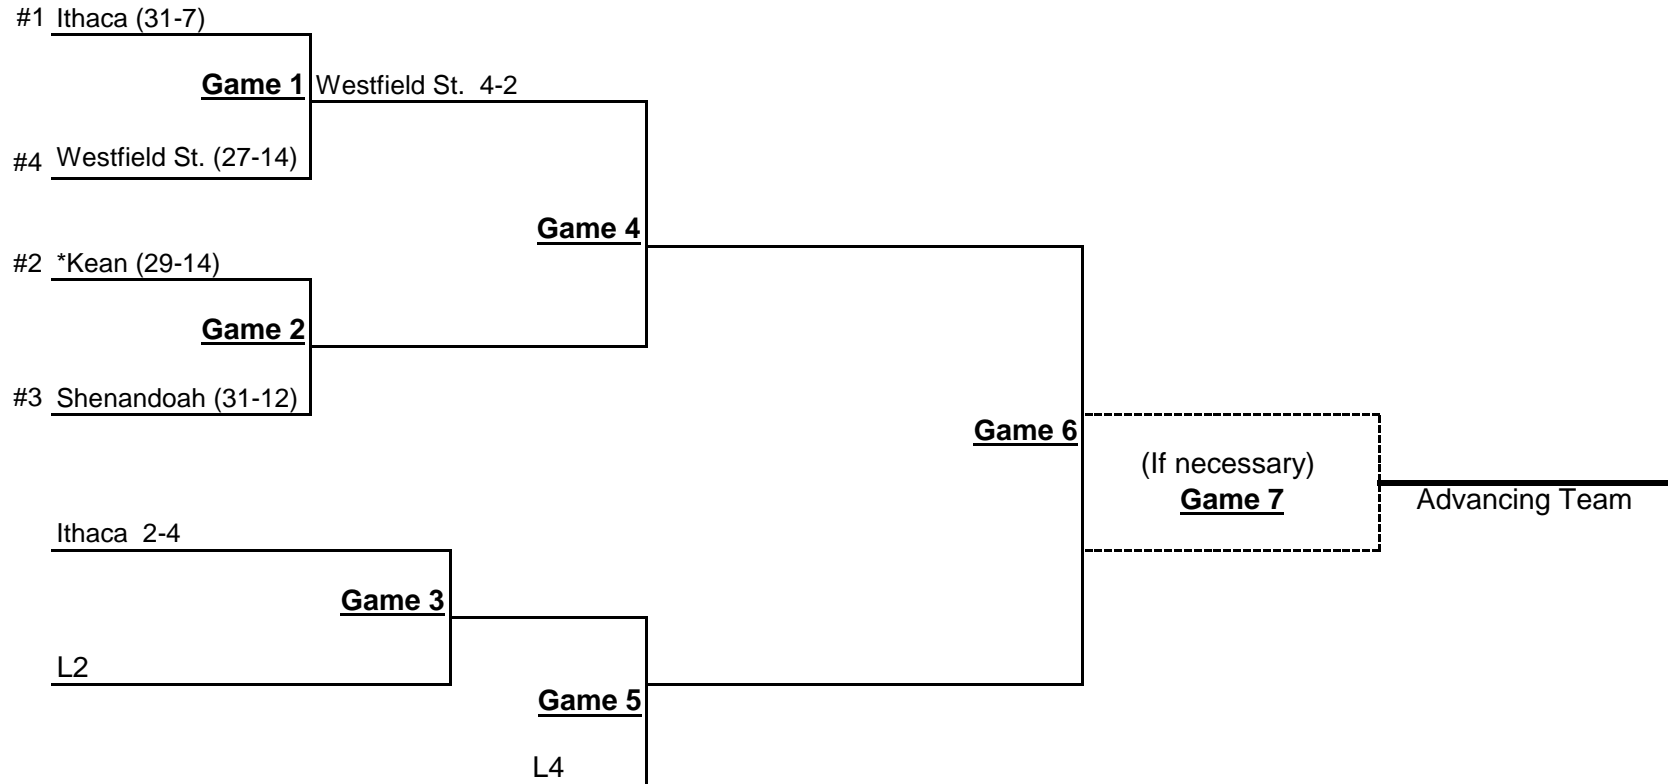 #1 Ithaca (31-7)
Game 1 Westfield St.  4-2
#4 Westfield St. (27-14)
Game 4
#2 *Kean (29-14)
Game 2
#3 Shenandoah (31-12)
Game 6
(If necessary)
Game 7
Advancing Team
Ithaca  2-4
Game 3
L2
Game 5
L4